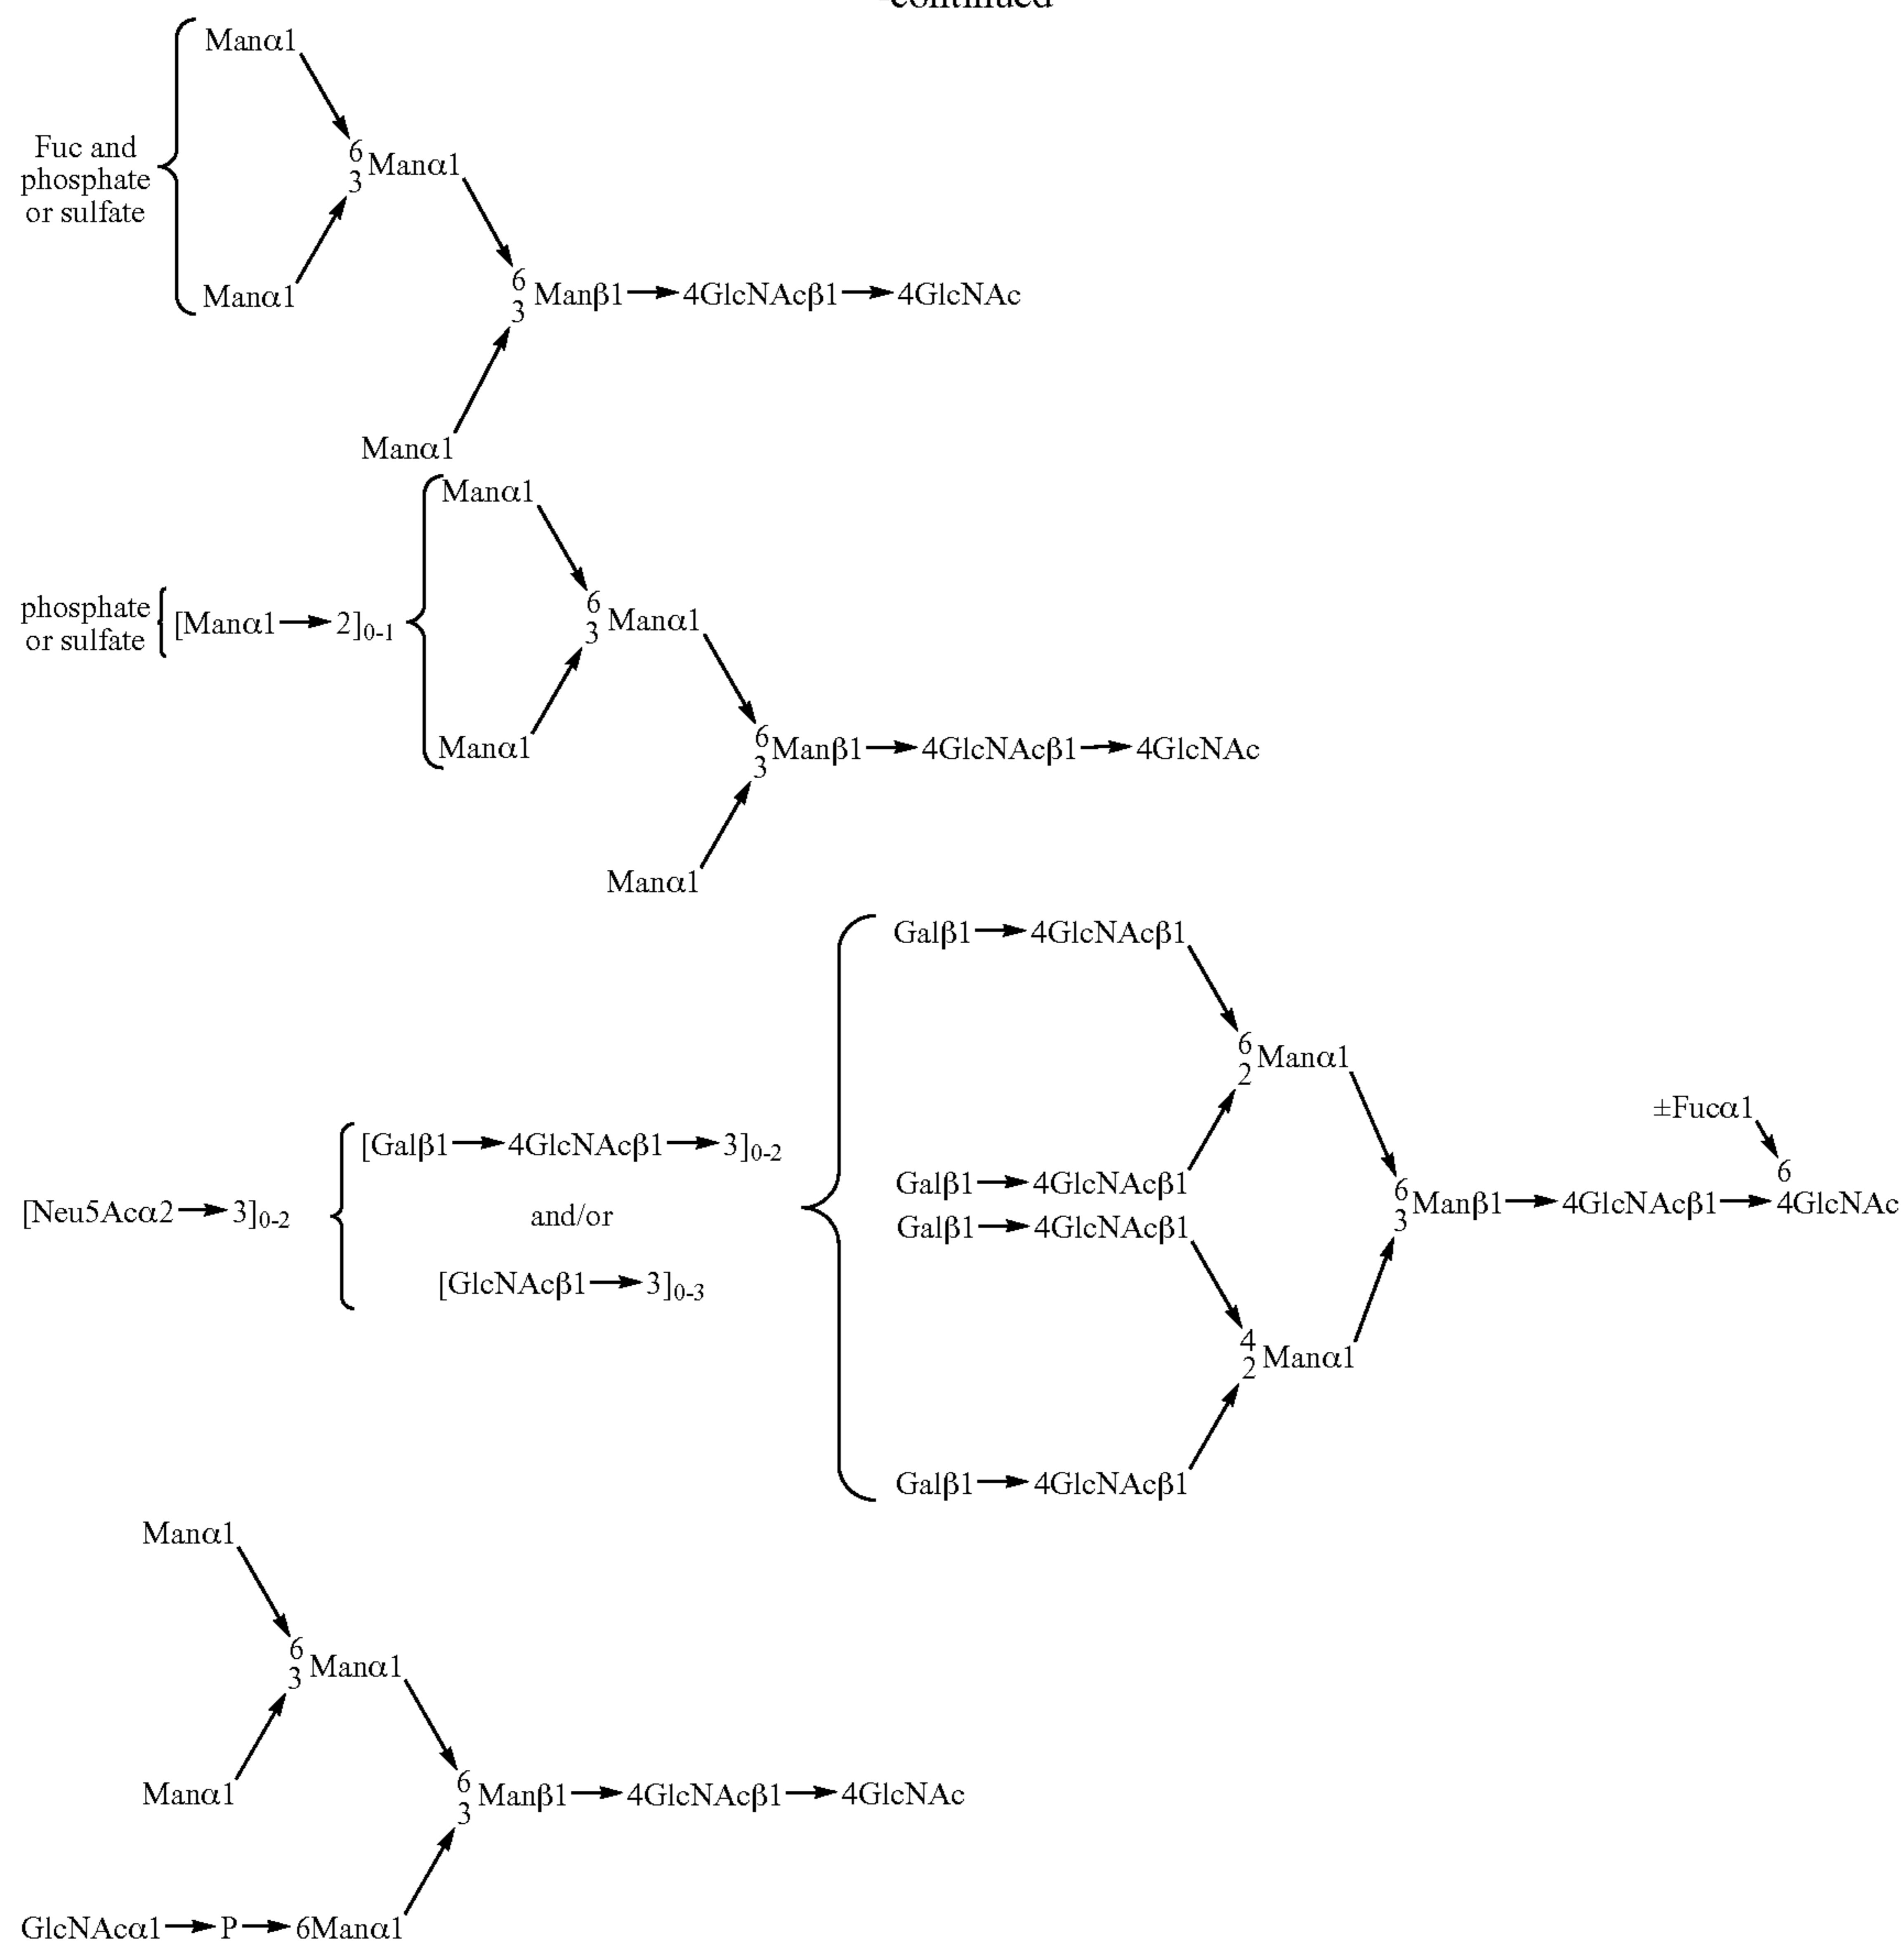 -continued
Manα1
Fuc and
phosphate
or sulfate
6
3
Manα1
Manα1
6
3
Manβ1→4GlcNAcβ1→4GlcNAc
Manα1
Manα1
phosphate
or sulfate
[Manα1→2]0-1
6
3
Manα1
Manα1
6
3
Manβ1→4GlcNAcβ1→4GlcNAc
Manα1
Galβ1→4GlcNAcβ1
6
2
Manα1
±Fucα1
6
[Galβ1→4GlcNAcβ1→3]0-2
Galβ1→4GlcNAcβ1
[Neu5Acα2→3]0-2
and/or
Galβ1→4GlcNAcβ1
6
3
Manβ1→4GlcNAcβ1→4GlcNAc
[GlcNAcβ1→3]0-3
4
2
Manα1
Galβ1→4GlcNAcβ1
Manα1
6
3
Manα1
Manα1
6
3
Manβ1→4GlcNAcβ1→4GlcNAc
GlcNAcα1→P→6Manα1